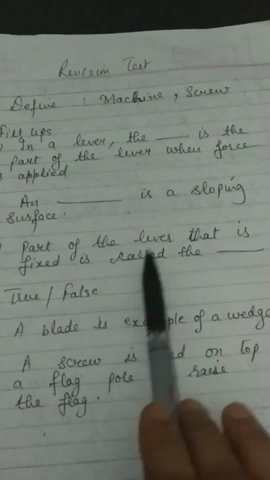 Revision Test
Define : Machine, Screw
Fill ups
In a lever, the ____ is the
part of the lever when force
is applied
An ________ is a sloping
surface.
Part of the lever that is
fixed is called the ______
True / False
A blade is example of a wedge
A screw is on top
a flag pole raise
the flag.